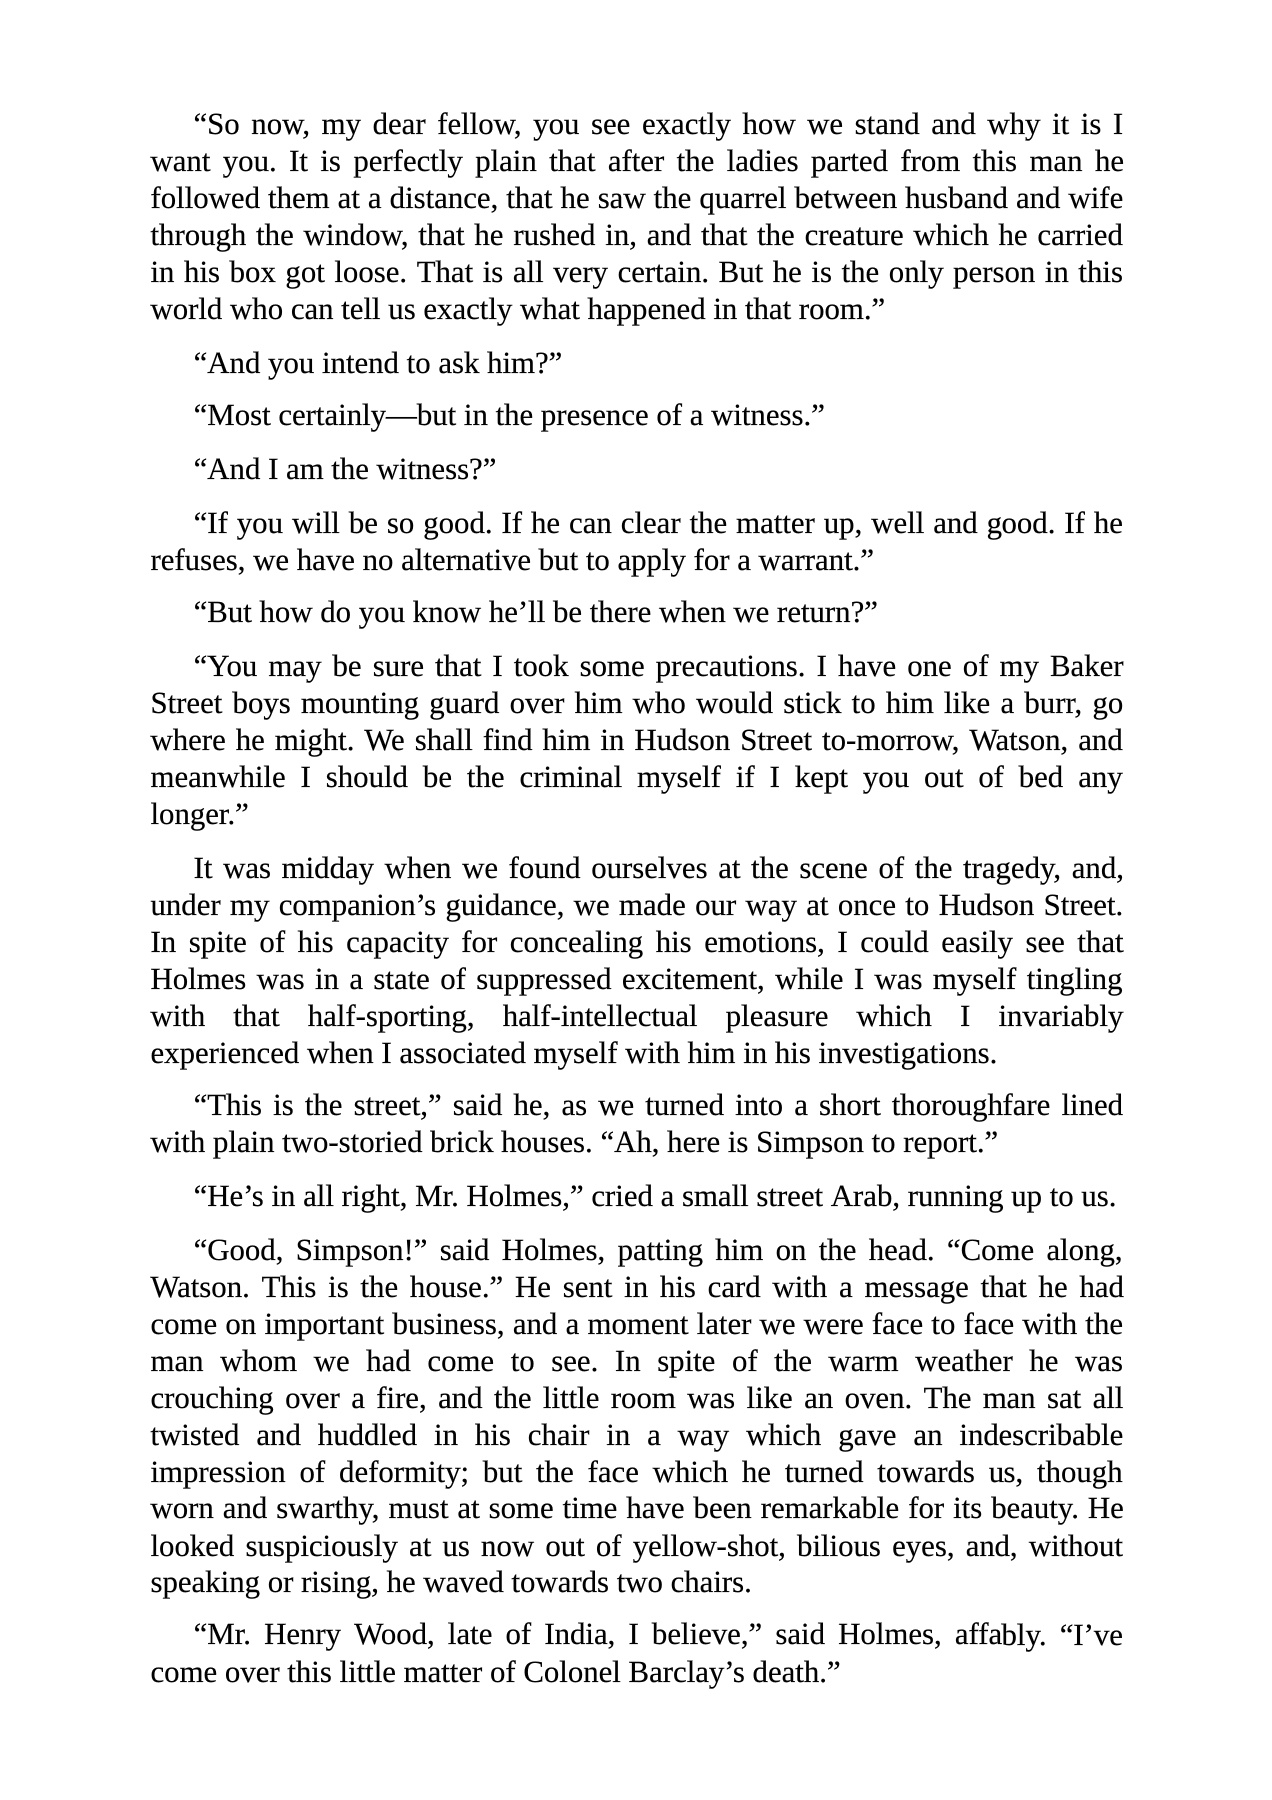 “So now, my dear fellow, you see exactly how we stand and why it is I
want you. It is perfectly plain that after the ladies parted from this man he
followed them at a distance, that he saw the quarrel between husband and wife
through the window, that he rushed in, and that the creature which he carried
in his box got loose. That is all very certain. But he is the only person in this
world who can tell us exactly what happened in that room.”
“And you intend to ask him?”
“Most certainly—but in the presence of a witness.”
“And I am the witness?”
“If you will be so good. If he can clear the matter up, well and good. If he
refuses, we have no alternative but to apply for a warrant.”
“But how do you know he’ll be there when we return?”
“You may be sure that I took some precautions. I have one of my Baker
Street boys mounting guard over him who would stick to him like a burr, go
where he might. We shall find him in Hudson Street to-morrow, Watson, and
meanwhile I should be the criminal myself if I kept you out of bed any
longer.”
It was midday when we found ourselves at the scene of the tragedy, and,
under my companion’s guidance, we made our way at once to Hudson Street.
In spite of his capacity for concealing his emotions, I could easily see that
Holmes was in a state of suppressed excitement, while I was myself tingling
with that half-sporting, half-intellectual pleasure which I invariably
experienced when I associated myself with him in his investigations.
“This is the street,” said he, as we turned into a short thoroughfare lined
with plain two-storied brick houses. “Ah, here is Simpson to report.”
“He’s in all right, Mr. Holmes,” cried a small street Arab, running up to us.
“Good, Simpson!” said Holmes, patting him on the head. “Come along,
Watson. This is the house.” He sent in his card with a message that he had
come on important business, and a moment later we were face to face with the
man whom we had come to see. In spite of the warm weather he was
crouching over a fire, and the little room was like an oven. The man sat all
twisted and huddled in his chair in a way which gave an indescribable
impression of deformity; but the face which he turned towards us, though
worn and swarthy, must at some time have been remarkable for its beauty. He
looked suspiciously at us now out of yellow-shot, bilious eyes, and, without
speaking or rising, he waved towards two chairs.
“Mr. Henry Wood, late of India, I believe,” said Holmes, affably. “I’ve
come over this little matter of Colonel Barclay’s death.”